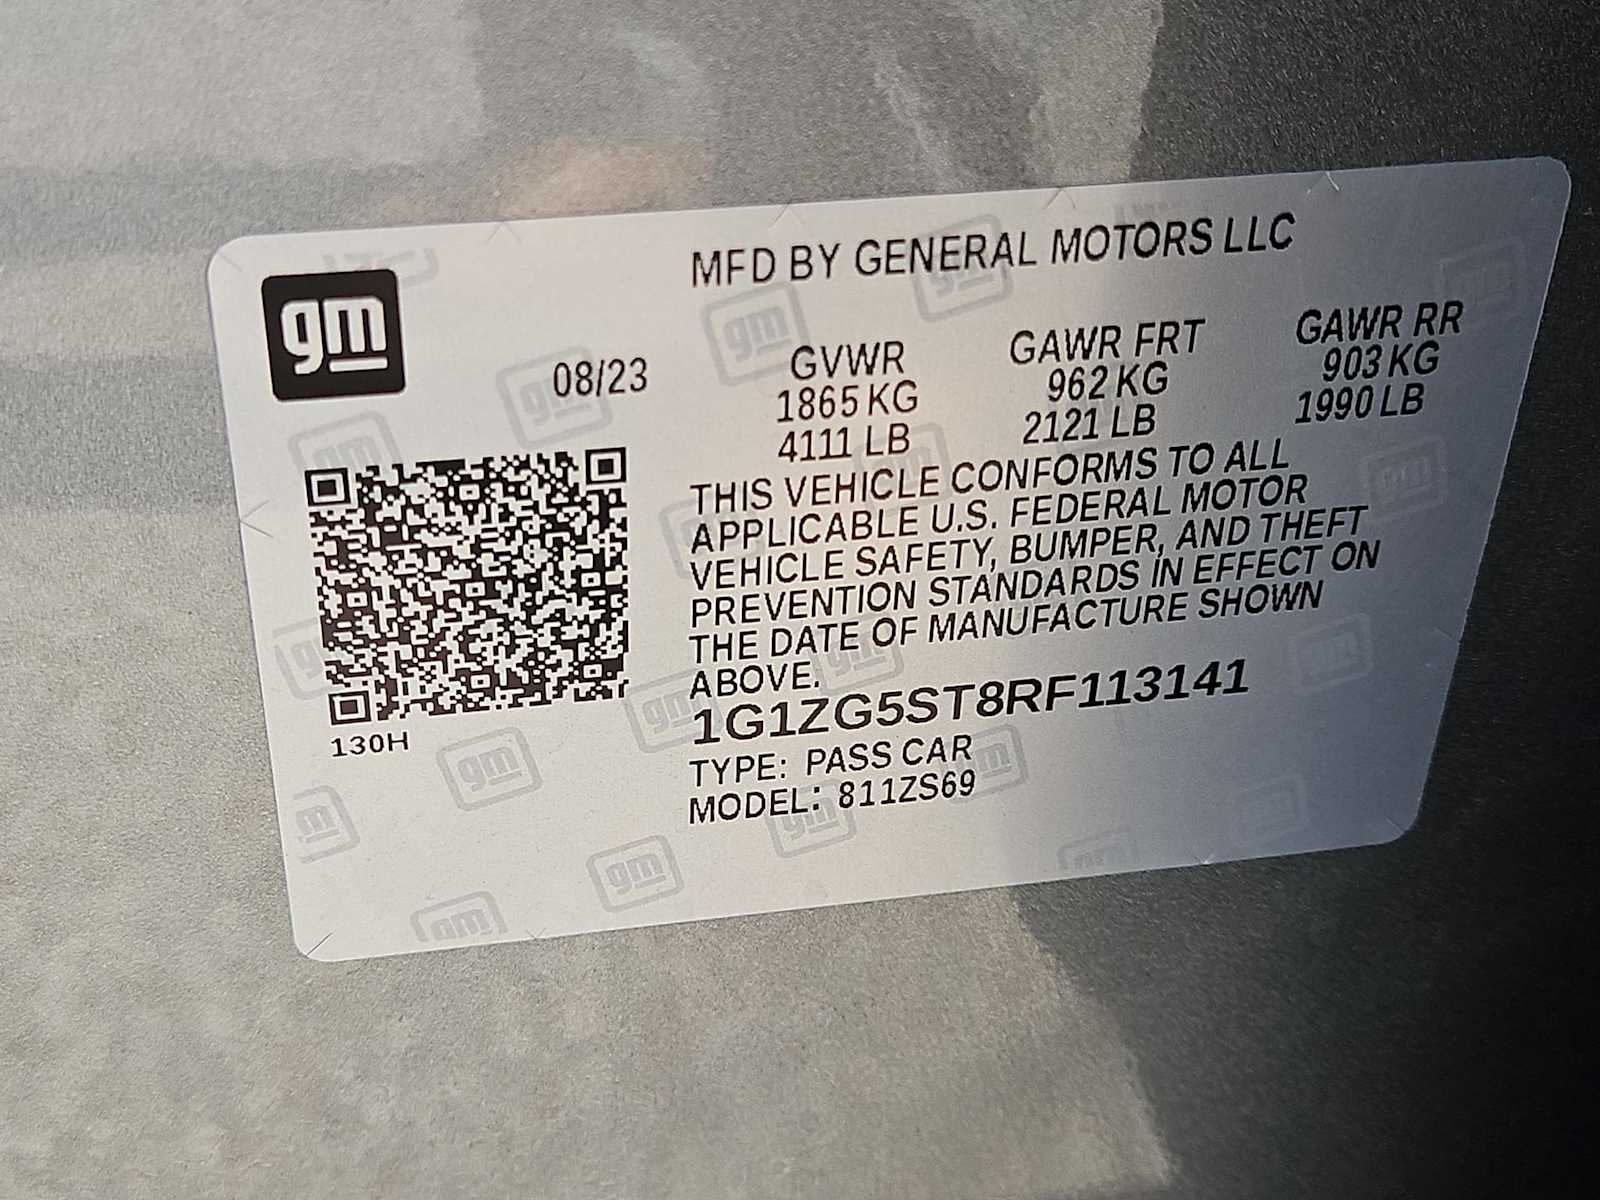 MFD BY GENERAL MOTORS LLC
gm
08/23
GVWR
1865 KG
4111 LB
GAWR FRT
962 KG
2121 LB
GAWR RR
903 KG
1990 LB
THIS VEHICLE CONFORMS TO ALL
APPLICABLE U.S. FEDERAL MOTOR
VEHICLE SAFETY, BUMPER, AND THEFT
PREVENTION STANDARDS IN EFFECT ON
THE DATE OF MANUFACTURE SHOWN
ABOVE.
1G1ZG5ST8RF113141
TYPE: PASS CAR
MODEL: 811ZS69
130H